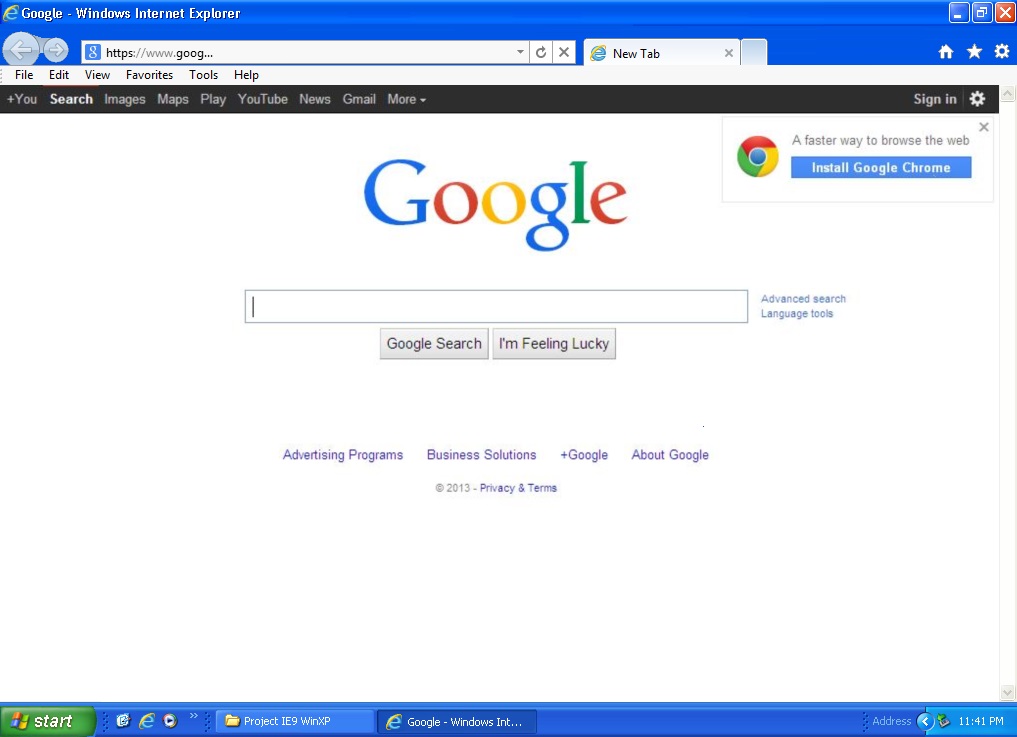 Google - Windows Internet Explorer
8 https://www.goog...
New Tab
File Edit View Favorites Tools Help
+You Search Images Maps Play YouTube News Gmail More Sign in
A faster way to browse the web
Install Google Chrome
Google
Advanced search
Language tools
Google Search I'm Feeling Lucky
Advertising Programs Business Solutions +Google About Google
© 2013 - Privacy & Terms
start Project IE9 WinXP Google - Windows Int... Address 11:41 PM